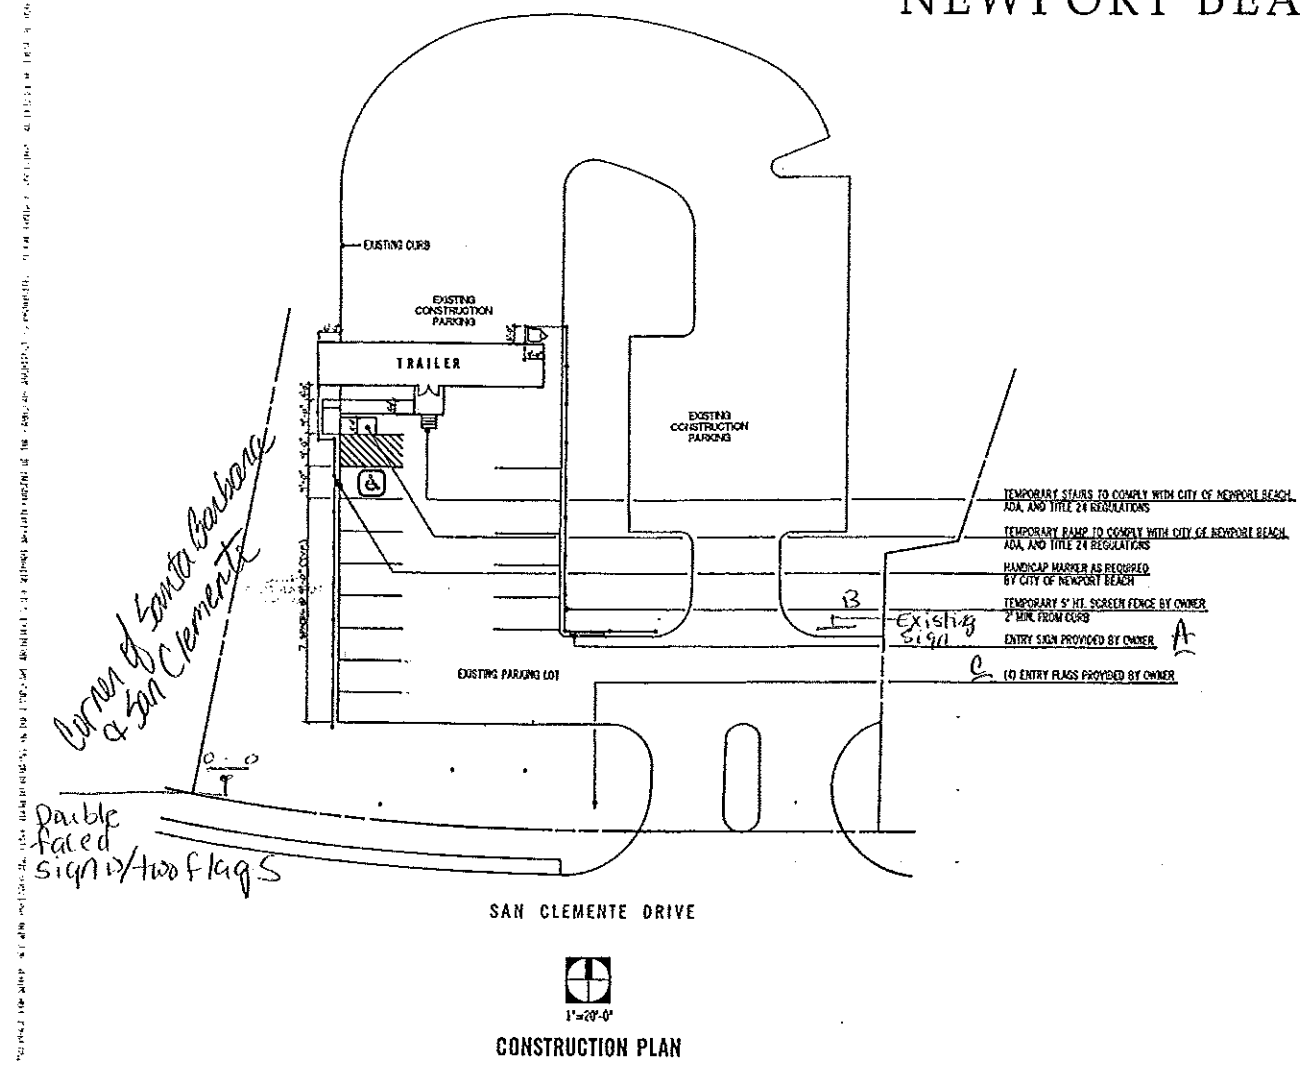 NEWPORT BEA
EXISTING CURB
EXISTING
CONSTRUCTION
PARKING
TRAILER
EXISTING
CONSTRUCTION
PARKING
Corner of Santa Barbara
& San Clemente
TEMPORARY STAIRS TO COMPLY WITH CITY OF NEWPORT BEACH,
ADA, AND TITLE 24 REGULATIONS
TEMPORARY RAMP TO COMPLY WITH CITY OF NEWPORT BEACH,
ADA, AND TITLE 24 REGULATIONS
HANDICAP MARKER AS REQUIRED
BY CITY OF NEWPORT BEACH
TEMPORARY 5' HT. SCREEN FENCE BY OWNER
2' MIN. FROM CURB
B
Existing
Sign
ENTRY SIGN PROVIDED BY OWNER
A
C
(4) ENTRY FLAGS PROVIDED BY OWNER
EXISTING PARKING LOT
Double
faced
sign w/two flags
SAN CLEMENTE DRIVE
1"=20'-0"
CONSTRUCTION PLAN